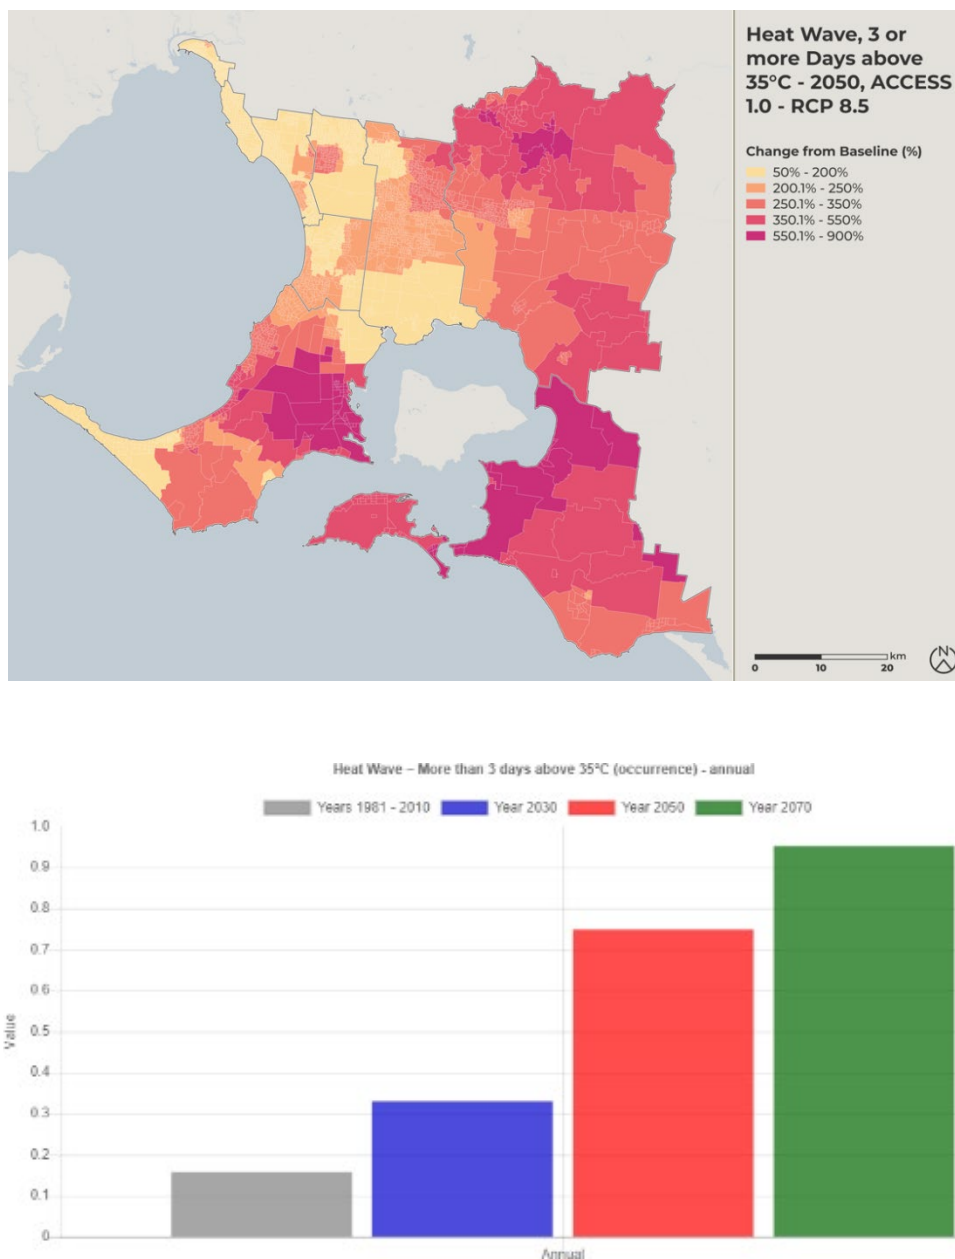 Heat Wave, 3 or
more Days above
35°C - 2050, ACCESS
1.0 - RCP 8.5
Change from Baseline (%)
50% - 200%
200.1% - 250%
250.1% - 350%
350.1% - 550%
550.1% - 900%
km
N
0 10 20
Heat Wave – More than 3 days above 35°C (occurrence) - annual
Years 1981 - 2010 Year 2030 Year 2050 Year 2070
1.0
0.9
0.8
0.7
0.6
0.5
0.4
0.3
0.2
0.1
0
Value
Annual